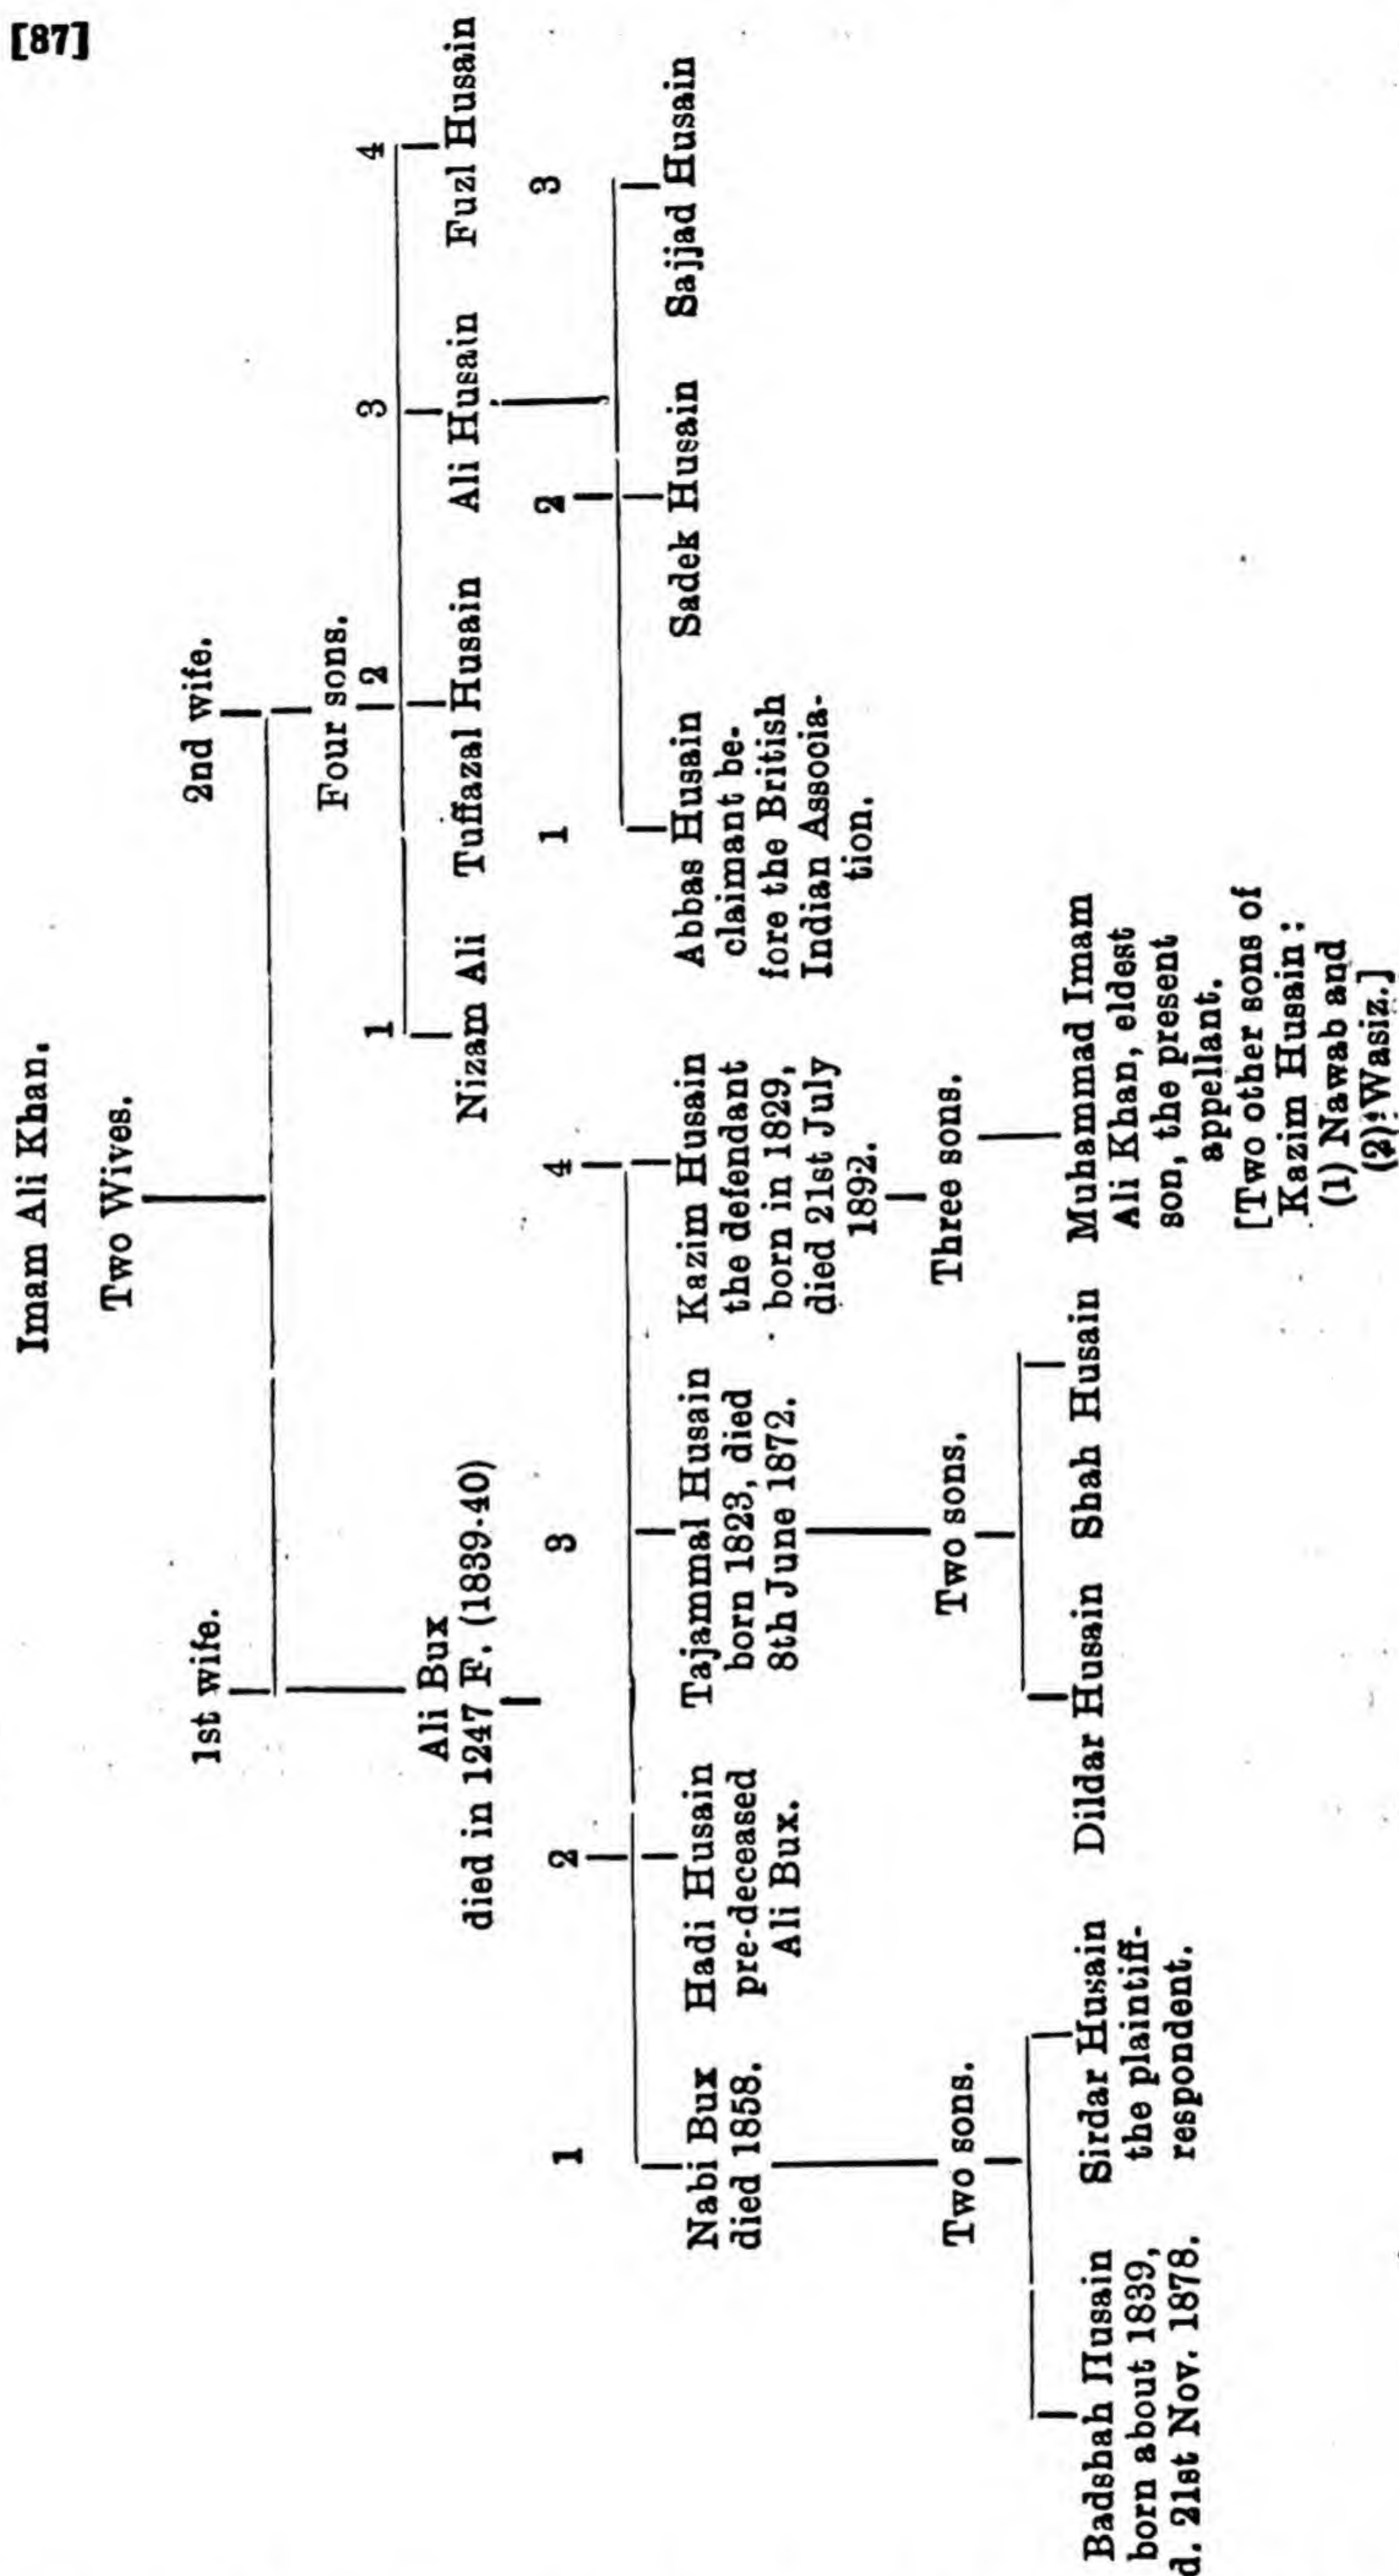 [87]
Imam Ali Khan.
Two Wives.
1st wife.
2nd wife.
Ali Bux
died in 1247 F. (1839-40)
Four sons.
1
2
3
4
Nizam Ali
Tuffazal Husain
Ali Husain
Fuzl Husain
1
2
3
4
Nabi Bux
died 1858.
Hadi Husain
pre-deceased
Ali Bux.
Tajammal Husain
born 1823, died
8th June 1872.
Kazim Husain
the defendant
born in 1829,
died 21st July
1892.
1
2
3
Abbas Husain
claimant be-
fore the British
Indian Associa-
tion.
Sadek Husain
Sajjad Husain
Two sons.
Two sons.
Three sons.
Badshah Husain
born about 1839,
d. 21st Nov. 1878.
Sirdar Husain
the plaintiff-
respondent.
Dildar Husain
Shah Husain
Muhammad Imam
Ali Khan, eldest
son, the present
appellant.
[Two other sons of
Kazim Husain:
(1) Nawab and
(2) Wasiz.]